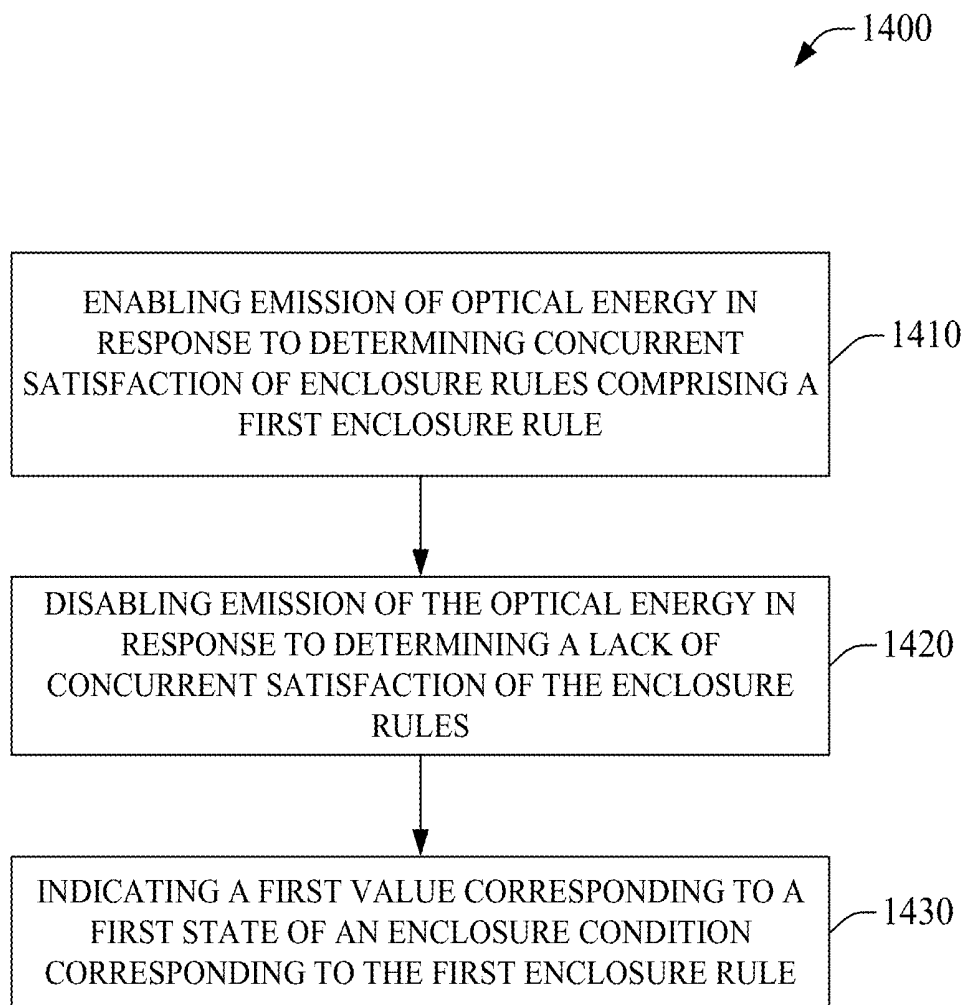 1400
ENABLING EMISSION OF OPTICAL ENERGY IN
RESPONSE TO DETERMINING CONCURRENT
SATISFACTION OF ENCLOSURE RULES COMPRISING A
FIRST ENCLOSURE RULE
1410
DISABLING EMISSION OF THE OPTICAL ENERGY IN
RESPONSE TO DETERMINING A LACK OF
CONCURRENT SATISFACTION OF THE ENCLOSURE
RULES
1420
INDICATING A FIRST VALUE CORRESPONDING TO A
FIRST STATE OF AN ENCLOSURE CONDITION
CORRESPONDING TO THE FIRST ENCLOSURE RULE
1430